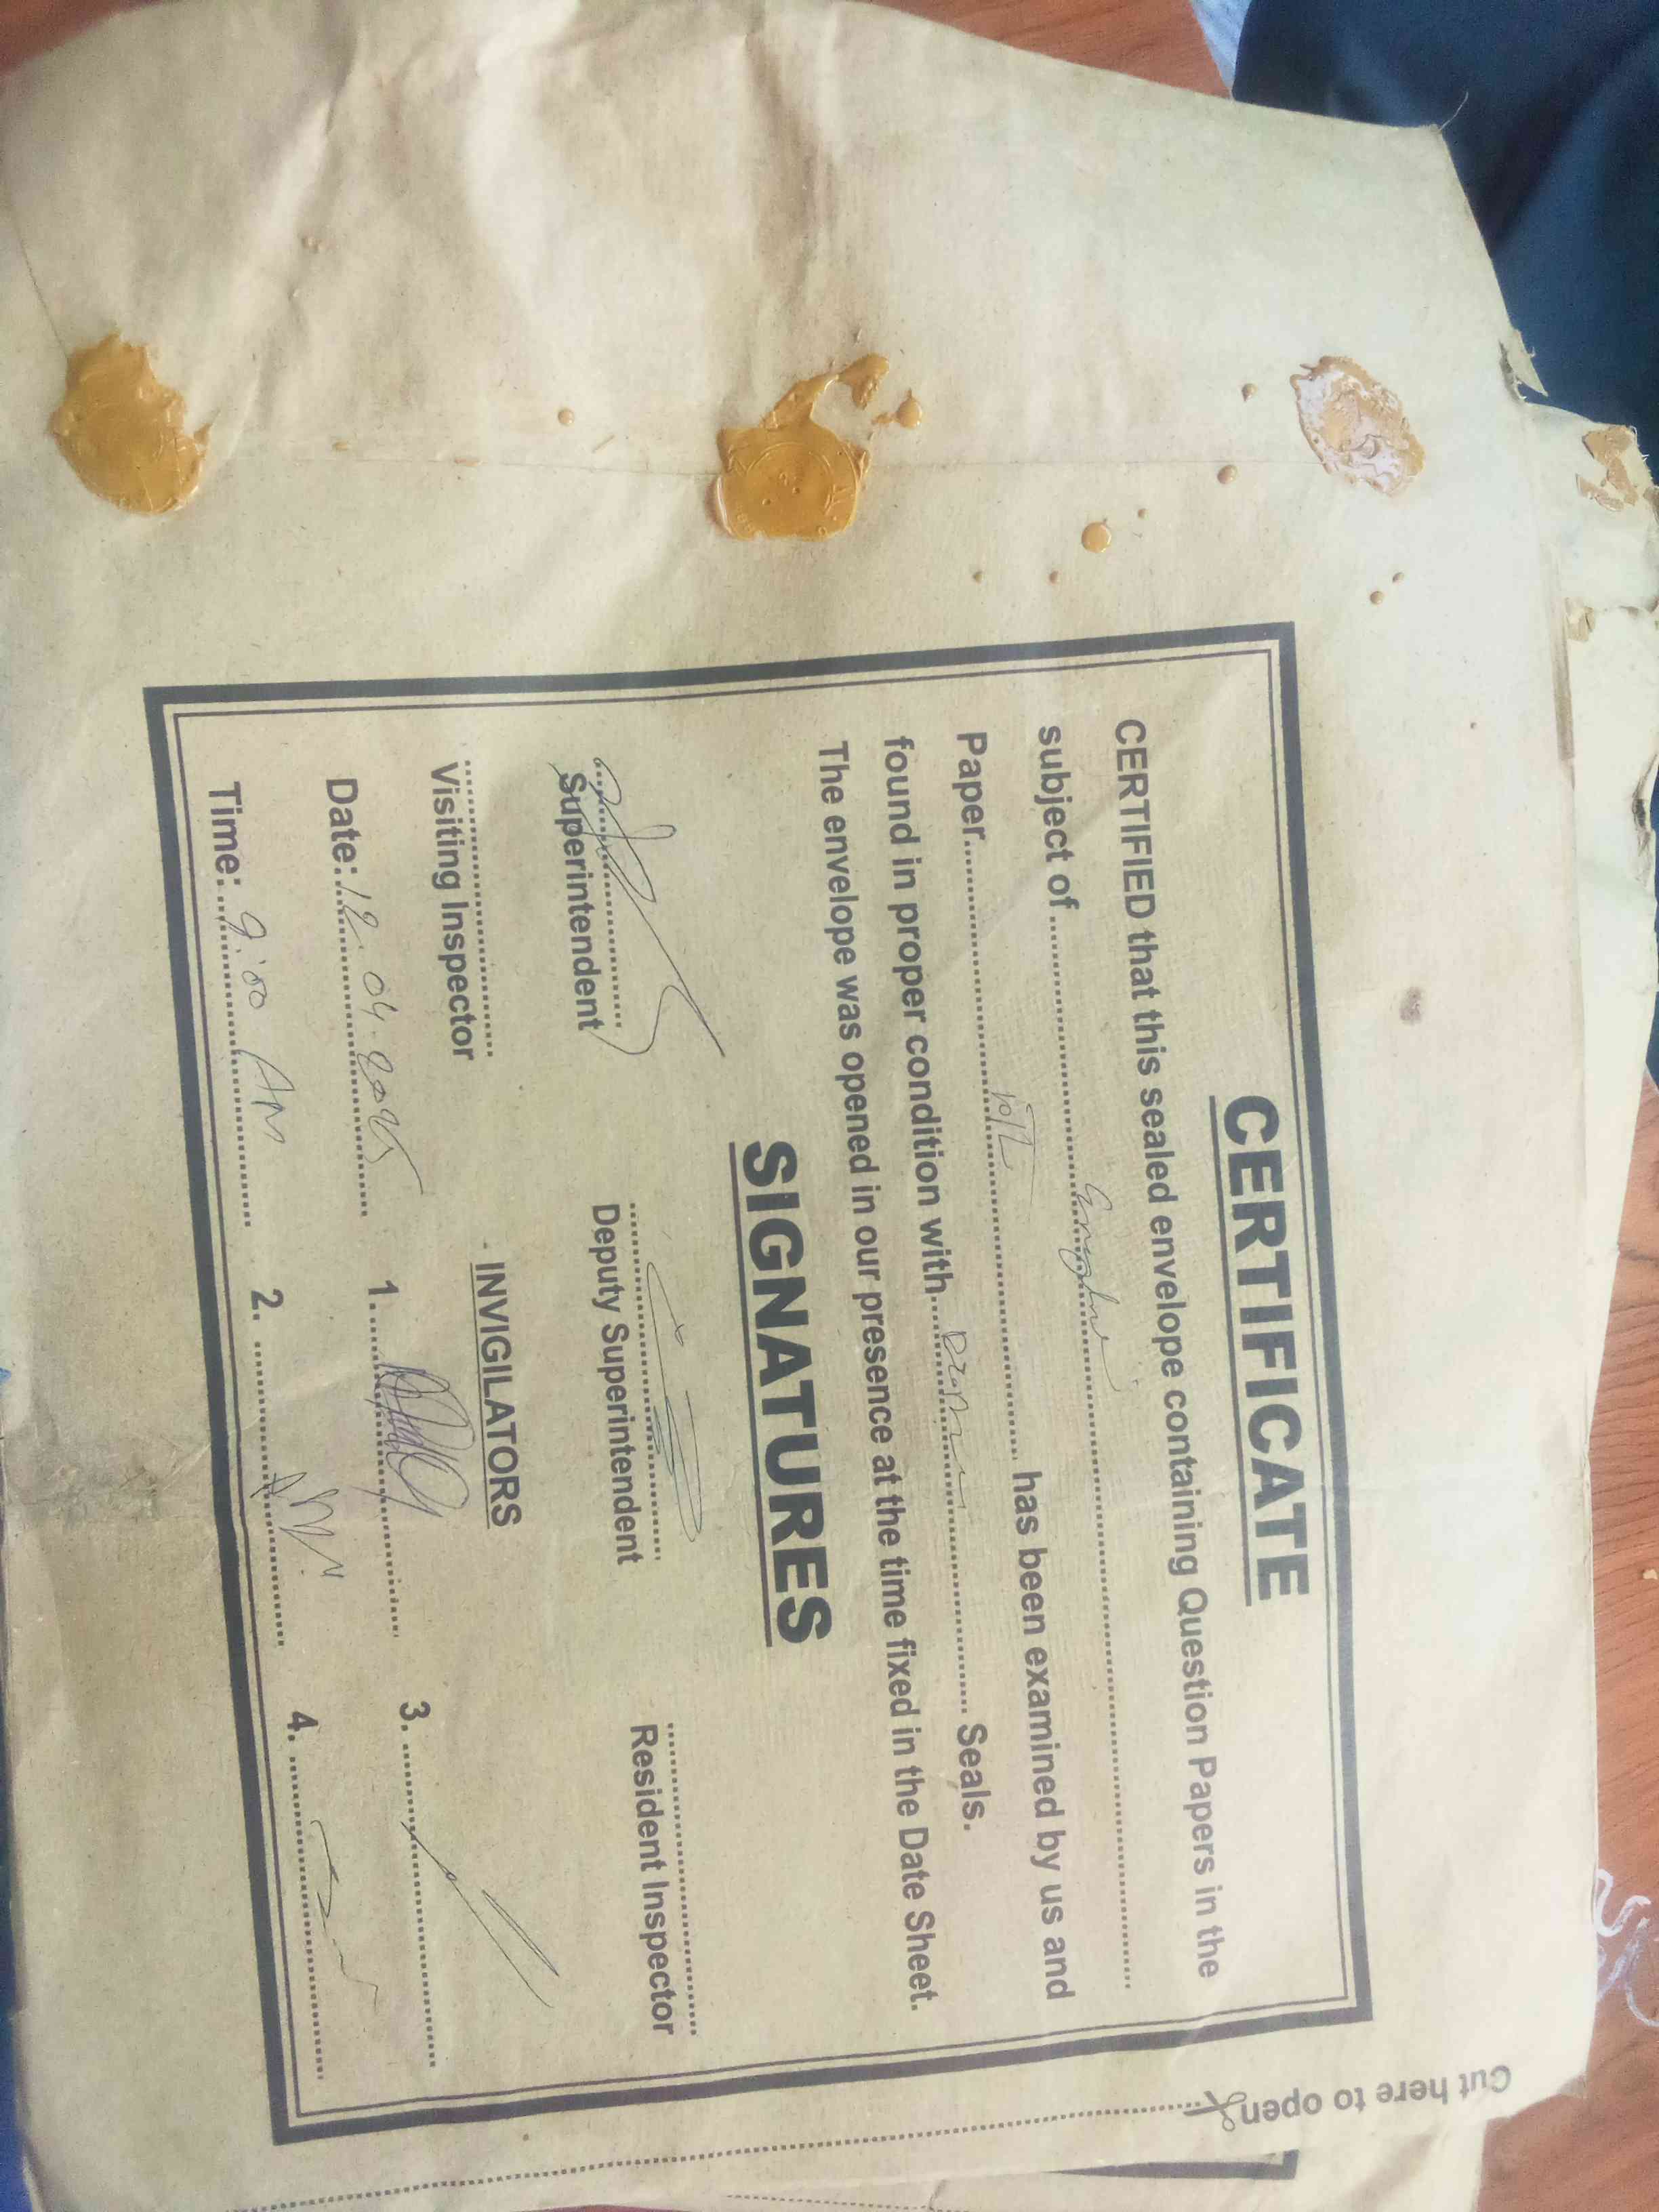 CERTIFICATE
CERTIFIED that this sealed envelope containing Question Papers in the
subject of ........ English ........
Paper ................ has been examined by us and
found in proper condition with ................ Seals.
The envelope was opened in our presence at the time fixed in the Date Sheet.
SIGNATURES
Superintendent
Deputy Superintendent
Resident Inspector
Visiting Inspector
INVIGILATORS
Date: 12.04.2025
1.
3.
Time: 9:00 Am
2.
4.
Cut here to open